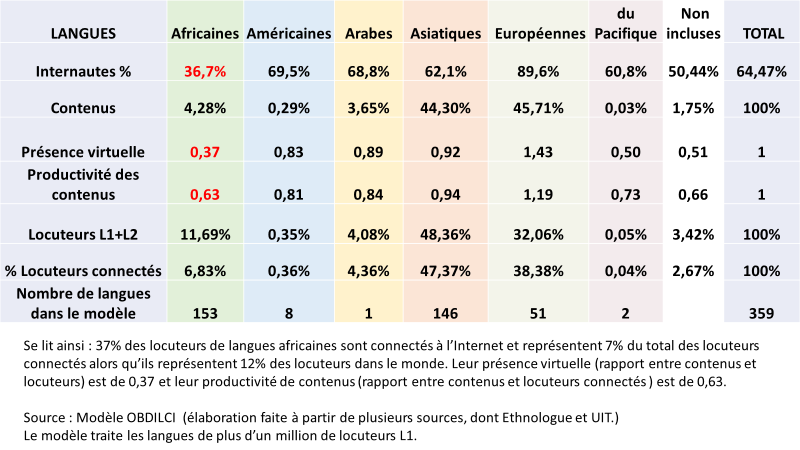 LANGUES Africaines Américaines Arabes Asiatiques Européennes du Pacifique Non incluses TOTAL
Internautes % 36,7% 69,5% 68,8% 62,1% 89,6% 60,8% 50,44% 64,47%
Contenus 4,28% 0,29% 3,65% 44,30% 45,71% 0,03% 1,75% 100%
Présence virtuelle 0,37 0,83 0,89 0,92 1,43 0,50 0,51 1
Productivité des contenus 0,63 0,81 0,84 0,94 1,19 0,73 0,66 1
Locuteurs L1+L2 11,69% 0,35% 4,08% 48,36% 32,06% 0,05% 3,42% 100%
% Locuteurs connectés 6,83% 0,36% 4,36% 47,37% 38,38% 0,04% 2,67% 100%
Nombre de langues dans le modèle 153 8 1 146 51 2 359
Se lit ainsi : 37% des locuteurs de langues africaines sont connectés à l'Internet et représentent 7% du total des locuteurs
connectés alors qu'ils représentent 12% des locuteurs dans le monde. Leur présence virtuelle (rapport entre contenus et
locuteurs) est de 0,37 et leur productivité de contenus (rapport entre contenus et locuteurs connectés ) est de 0,63.
Source : Modèle OBDILCI (élaboration faite à partir de plusieurs sources, dont Ethnologue et UIT.)
Le modèle traite les langues de plus d'un million de locuteurs L1.